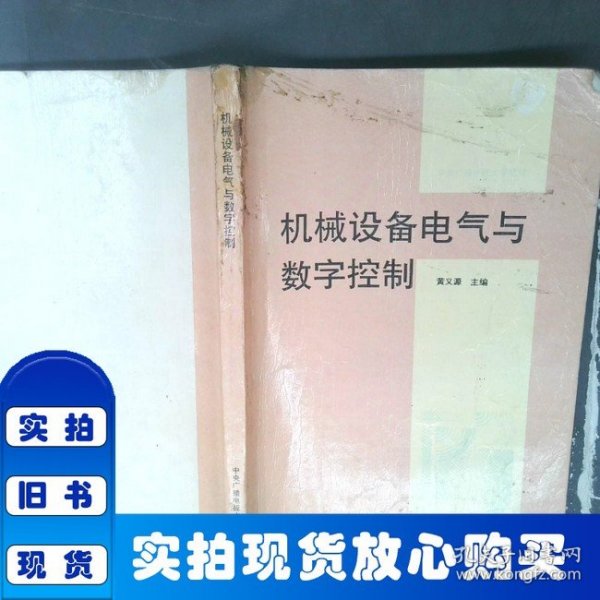 机械设备电气与数字控制
机械设备电气与
数字控制
黄义源 主编
中央广播电视
实拍
旧书
现货
实拍现货放心购买
孔夫子旧书网
www.kongfz.com